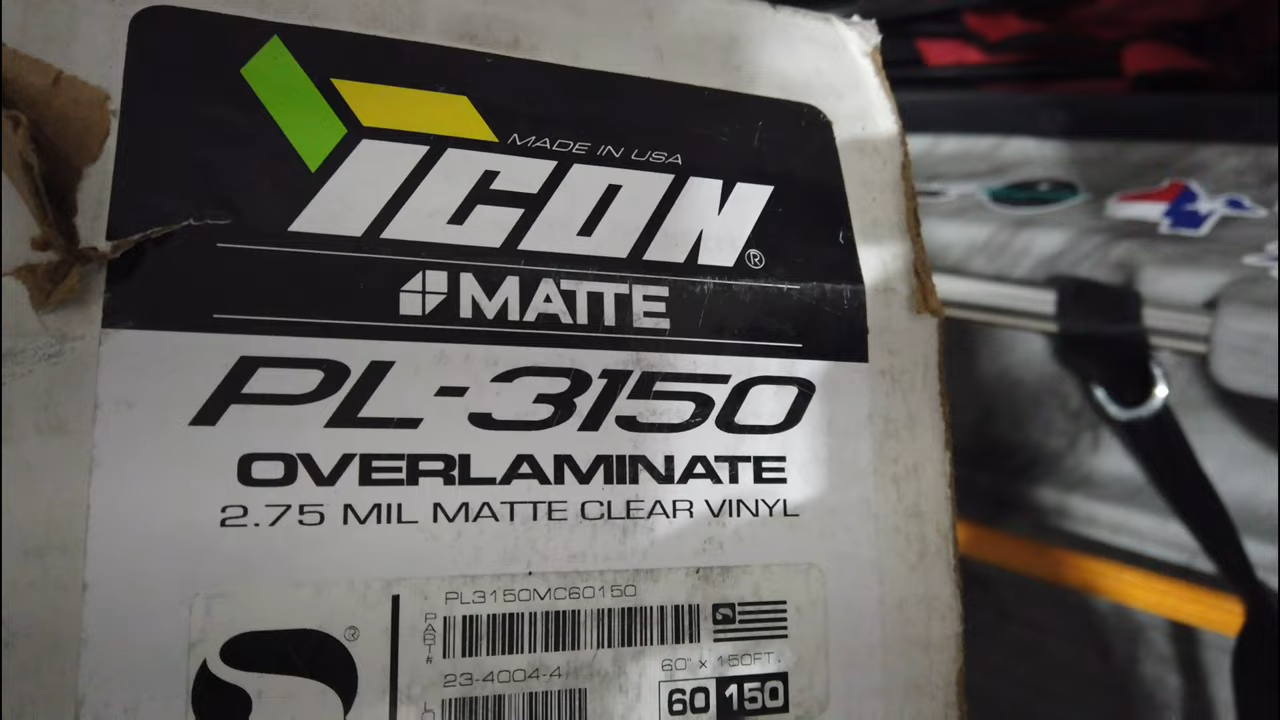 MADE IN USA
ICON®
MATTE
PL-3150
OVERLAMINATE
2.75 MIL MATTE CLEAR VINYL
PL3150MC60150
PART#
60" x 150FT.
23-4004-4
60 150
®